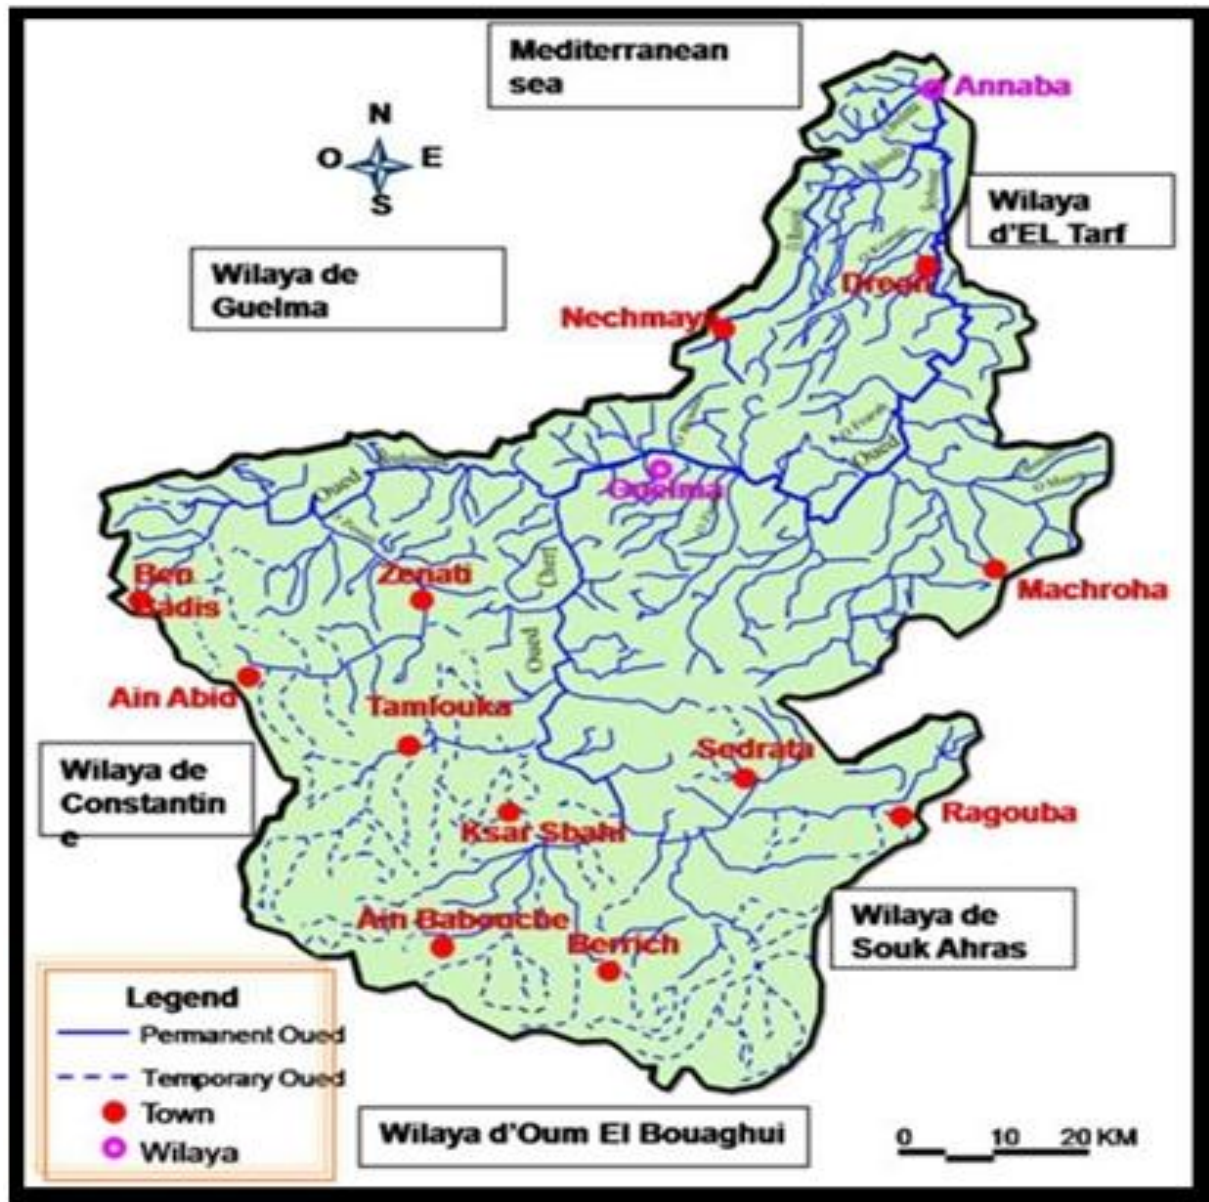 Mediterranean
sea
Annaba
N
O E
S
Wilaya
d'EL Tarf
Wilaya de
Guelma
Drean
Nechmaya
Oued
Oued
Guelma
Ben
Badis
Zenati
Cherf
Machroha
Oued
Ain Abid
Tamlouka
Sedrata
Wilaya de
Constantin
e
Ksar Sbahi
Ragouba
Ain Babouche
Berrich
Wilaya de
Souk Ahras
Legend
Permanent Oued
Temporary Oued
Town
Wilaya
Wilaya d'Oum El Bouaghui
0 10 20 KM